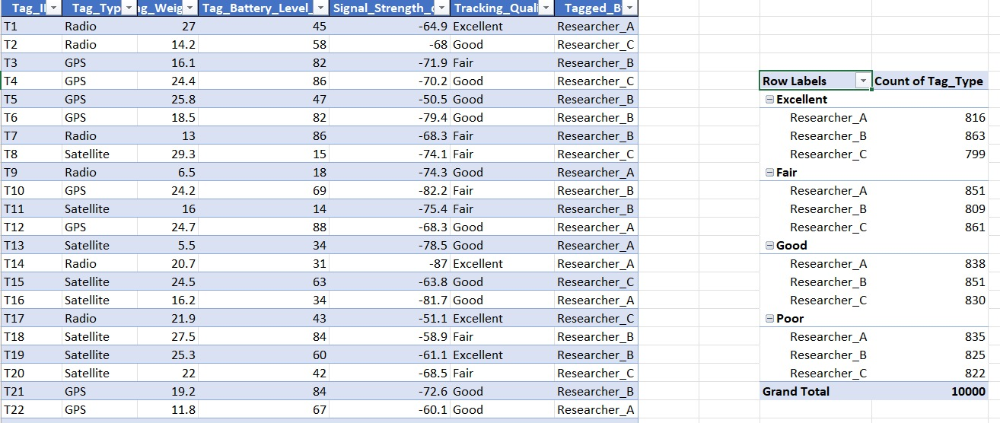 Tag_I Tag_Typ ag_Weig Tag_Battery_Level_ Signal_Strength_ Tracking_Quali Tagged_B
T1 Radio 27 45 -64.9 Excellent Researcher_A
T2 Radio 14.2 58 -68 Good Researcher_C
T3 GPS 16.1 82 -71.9 Fair Researcher_B
T4 GPS 24.4 86 -70.2 Good Researcher_C Row Labels Count of Tag_Type
T5 GPS 25.8 47 -50.5 Good Researcher_B Excellent
T6 GPS 18.5 82 -79.4 Good Researcher_B Researcher_A 816
T7 Radio 13 86 -68.3 Fair Researcher_B Researcher_B 863
T8 Satellite 29.3 15 -74.1 Fair Researcher_C Researcher_C 799
T9 Radio 6.5 18 -74.3 Good Researcher_A Fair
T10 GPS 24.2 69 -82.2 Fair Researcher_B Researcher_A 851
T11 Satellite 16 14 -75.4 Fair Researcher_B Researcher_B 809
T12 GPS 24.7 88 -68.3 Good Researcher_A Researcher_C 861
T13 Satellite 5.5 34 -78.5 Good Researcher_A Good
T14 Radio 20.7 31 -87 Excellent Researcher_A Researcher_A 838
T15 Satellite 24.5 63 -63.8 Good Researcher_C Researcher_B 851
T16 Satellite 16.2 34 -81.7 Good Researcher_A Researcher_C 830
T17 Radio 21.9 43 -51.1 Excellent Researcher_C Poor
T18 Satellite 27.5 84 -58.9 Fair Researcher_B Researcher_A 835
T19 Satellite 25.3 60 -61.1 Excellent Researcher_B Researcher_B 825
T20 Satellite 22 42 -68.5 Fair Researcher_C Researcher_C 822
T21 GPS 19.2 84 -72.6 Good Researcher_B Grand Total 10000
T22 GPS 11.8 67 -60.1 Good Researcher_A